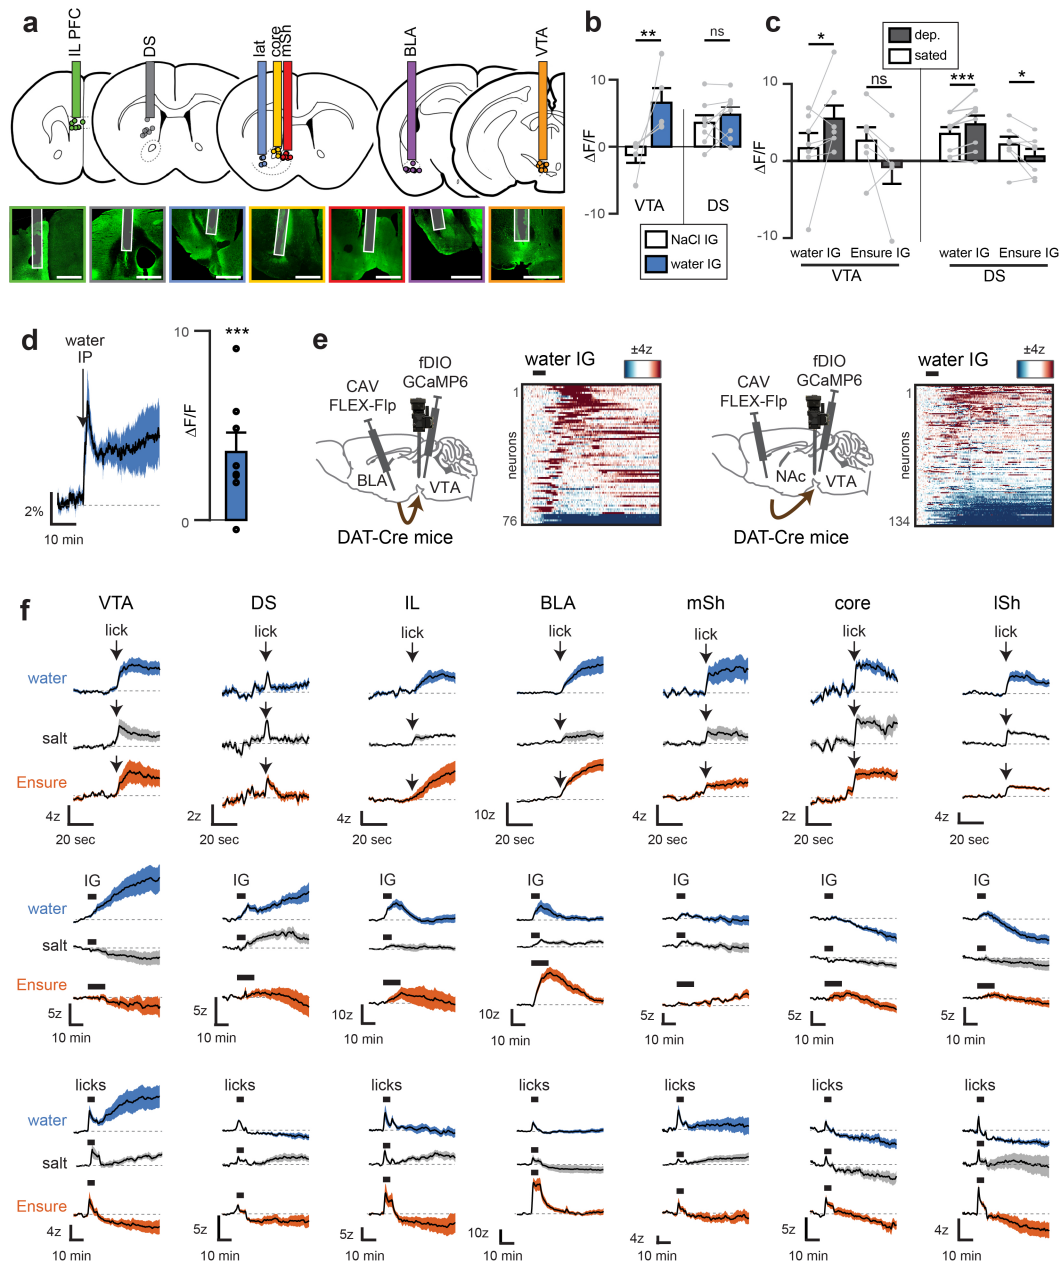 a
IL PFC
DS
lat
core
mSh
BLA
VTA
b
**
ns
10
0
-10
ΔF/F
VTA
DS
NaCl IG
water IG
c
dep.
sated
*
ns
***
*
10
0
-10
ΔF/F
water IG
Ensure IG
water IG
Ensure IG
VTA
DS
d
water
IP
2%
10 min
10
0
ΔF/F
***
e
CAV
FLEX-Flp
fDIO
GCaMP6
BLA
VTA
DAT-Cre mice
water IG
±4z
1
neurons
76
CAV
FLEX-Flp
fDIO
GCaMP6
NAc
VTA
DAT-Cre mice
water IG
±4z
1
neurons
134
f
VTA DS IL BLA mSh core lSh
lick lick lick lick lick lick lick
water
salt
Ensure
4z 2z 4z 10z 4z 2z 4z
20 sec 20 sec 20 sec 20 sec 20 sec 20 sec 20 sec
IG IG IG IG IG IG IG
water
salt
Ensure
5z 5z 10z 10z 5z 5z 5z
10 min 10 min 10 min 10 min 10 min 10 min 10 min
licks licks licks licks licks licks licks
water
salt
Ensure
4z 5z 5z 10z 4z 5z 4z
10 min 10 min 10 min 10 min 10 min 10 min 10 min